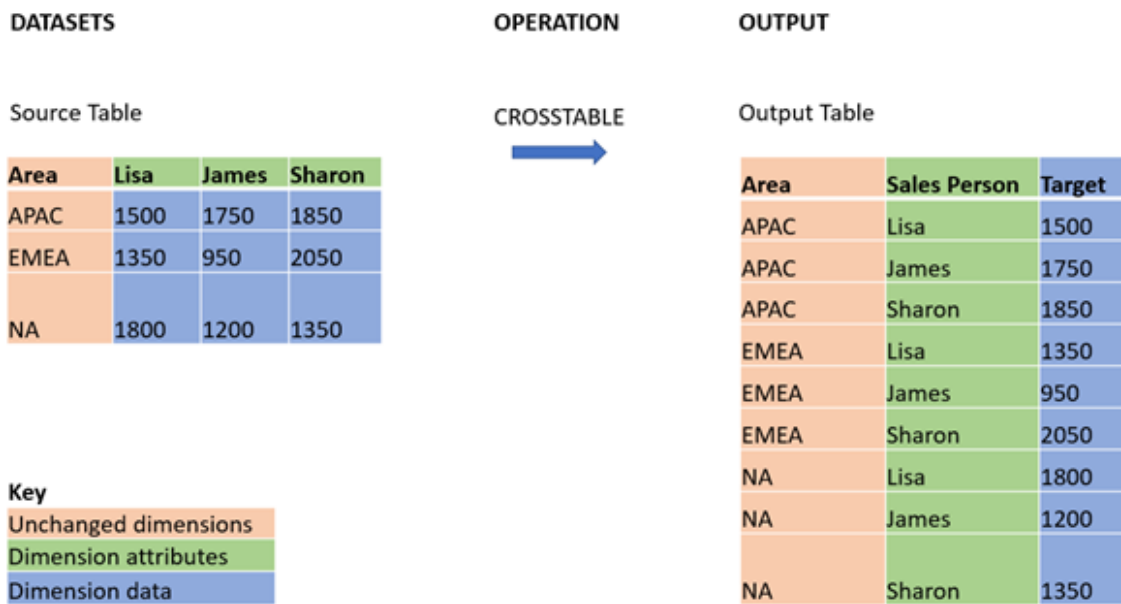 DATASETS OPERATION OUTPUT
Source Table CROSSTABLE Output Table
Area Lisa James Sharon
APAC 1500 1750 1850
EMEA 1350 950 2050
NA 1800 1200 1350
Key
Unchanged dimensions
Dimension attributes
Dimension data
Area Sales Person Target
APAC Lisa 1500
APAC James 1750
APAC Sharon 1850
EMEA Lisa 1350
EMEA James 950
EMEA Sharon 2050
NA Lisa 1800
NA James 1200
NA Sharon 1350